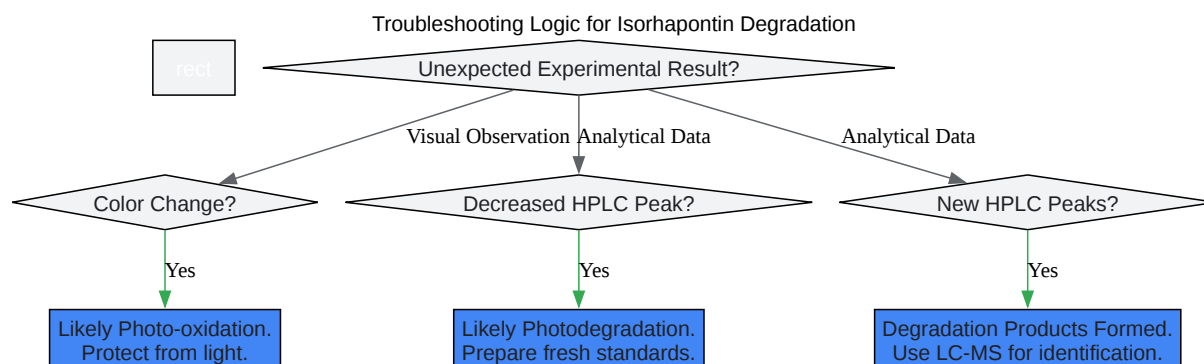 Troubleshooting Logic for Isorhapontin Degradation
rect
Unexpected Experimental Result?
Visual Observation
Analytical Data
Analytical Data
Color Change?
Decreased HPLC Peak?
New HPLC Peaks?
Yes
Yes
Yes
Likely Photo-oxidation.
Protect from light.
Likely Photodegradation.
Prepare fresh standards.
Degradation Products Formed.
Use LC-MS for identification.